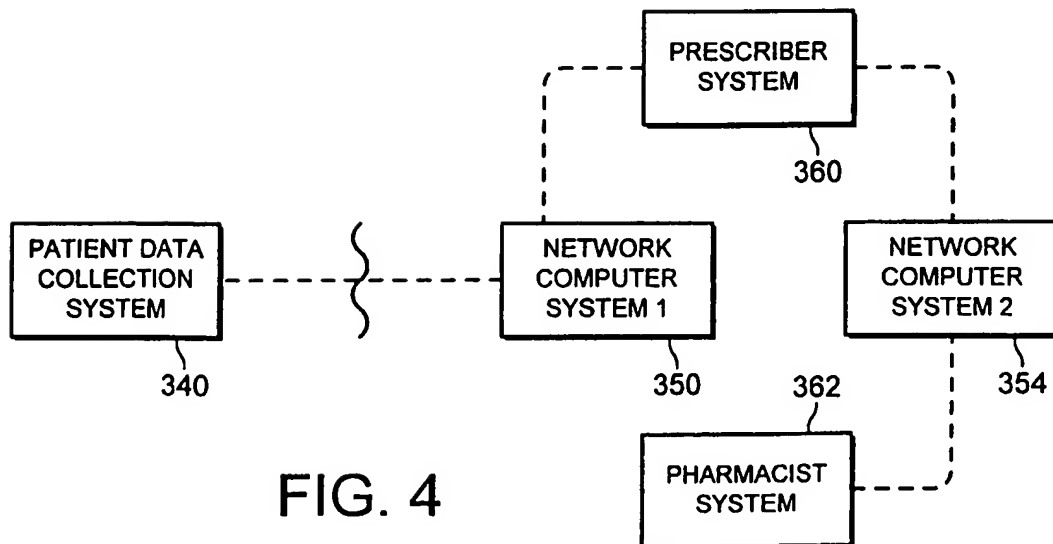 PRESCRIBER
SYSTEM
360
PATIENT DATA
COLLECTION
SYSTEM
340
NETWORK
COMPUTER
SYSTEM 1
350
NETWORK
COMPUTER
SYSTEM 2
354
362
PHARMACIST
SYSTEM
FIG. 4